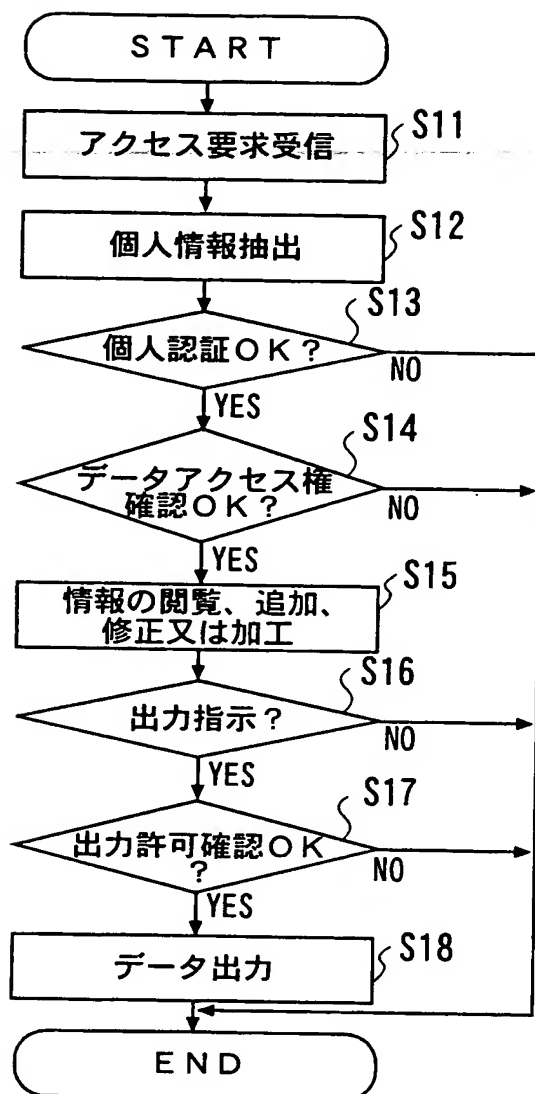 START
アクセス要求受信
S11
個人情報抽出
S12
個人認証OK?
S13
NO
YES
データアクセス権
確認OK?
S14
NO
YES
情報の閲覧、追加、
修正又は加工
S15
出力指示?
S16
NO
YES
出力許可確認OK
?
S17
NO
YES
データ出力
S18
END